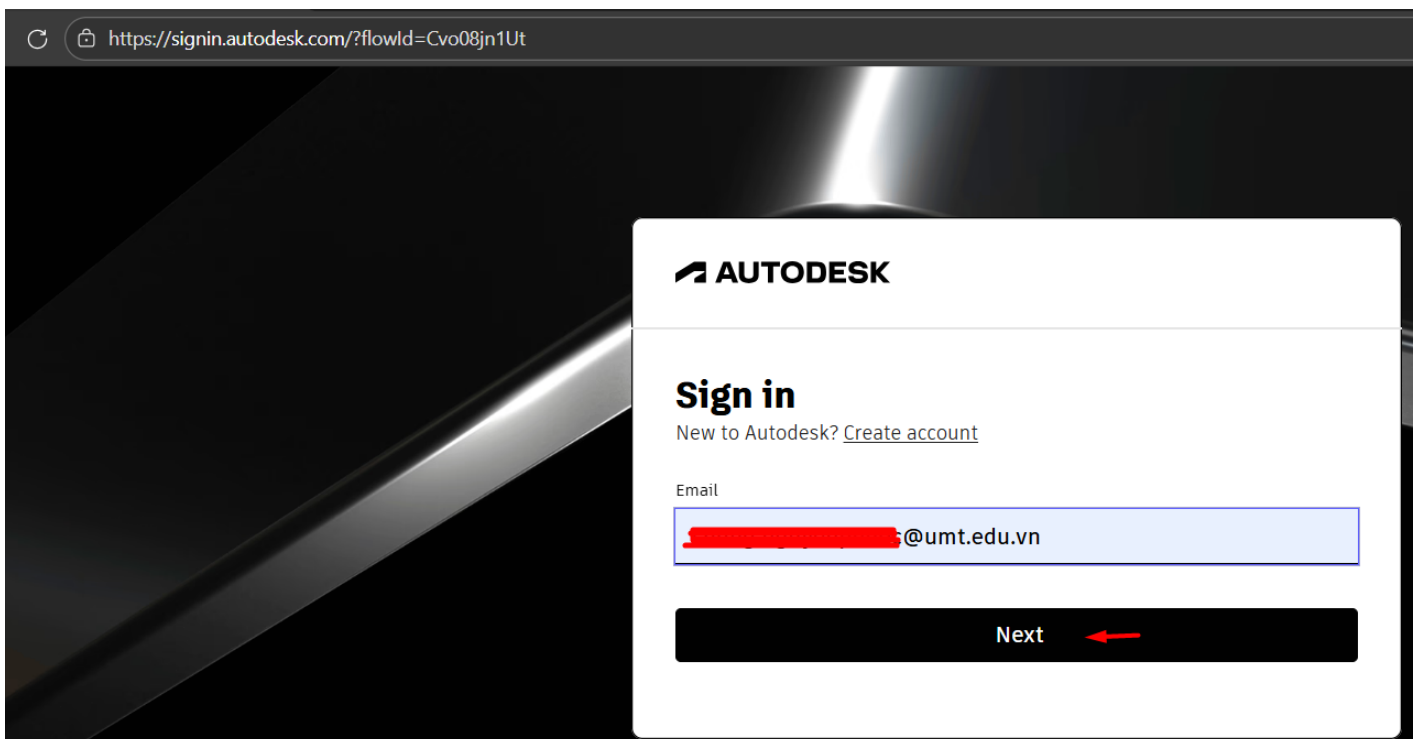 https://signin.autodesk.com/?flowId=Cvo08jn1Ut
AUTODESK
Sign in
New to Autodesk? Create account
Email
@umt.edu.vn
Next